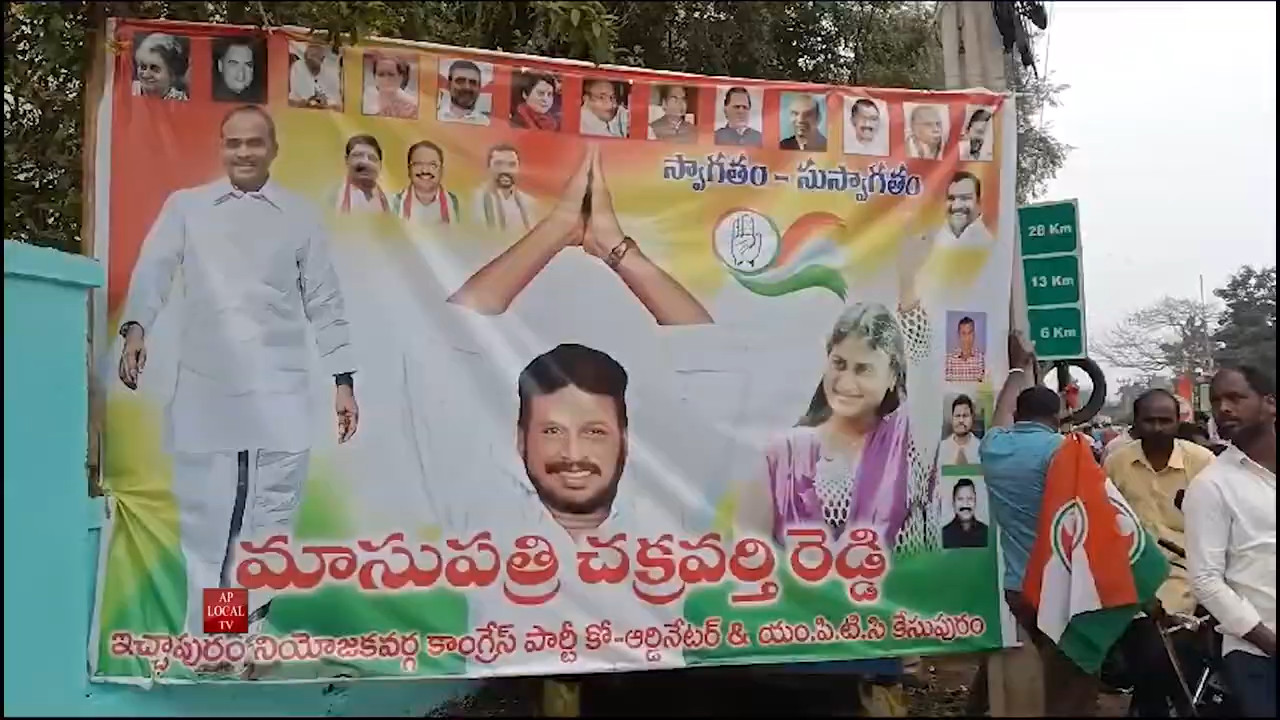 స్వాగతం - సుస్వాగతం
28 Km
13 Km
6 Km
మాసుపత్రి చక్రవర్తి రెడ్డి
AP
LOCAL
TV
ఇచ్ఛాపురం నియోజకవర్గ కాంగ్రేస్ పార్టీ కో-ఆర్డినేటర్ & యం.పి.టి.సి కేసుపురం